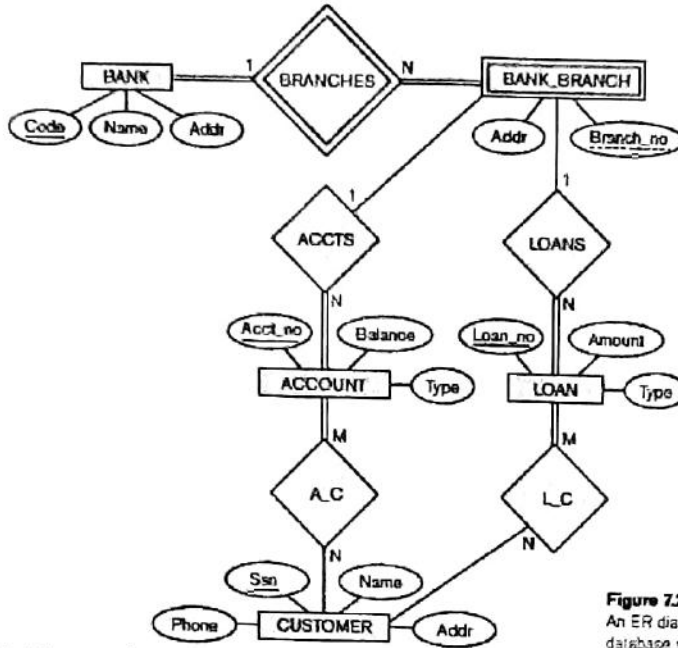 1 N
BANK BRANCHES BANK_BRANCH
Code Name Addr Addr Branch_no
1 1
ACCTS LOANS
N N
Acct_no Balance Loan_no Amount
ACCOUNT Type LOAN Type
M M
A_C L_C
N N
Ssn Name
Phone CUSTOMER Addr
Figure 7.
An ER dia
database